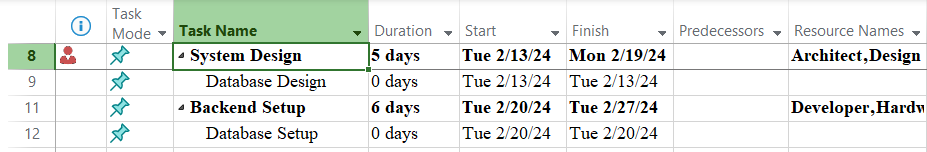 Task Mode Task Name Duration Start Finish Predecessors Resource Names
8 System Design 5 days Tue 2/13/24 Mon 2/19/24 Architect,Design
9 Database Design 0 days Tue 2/13/24 Tue 2/13/24
11 Backend Setup 6 days Tue 2/20/24 Tue 2/27/24 Developer,Hardw
12 Database Setup 0 days Tue 2/20/24 Tue 2/20/24